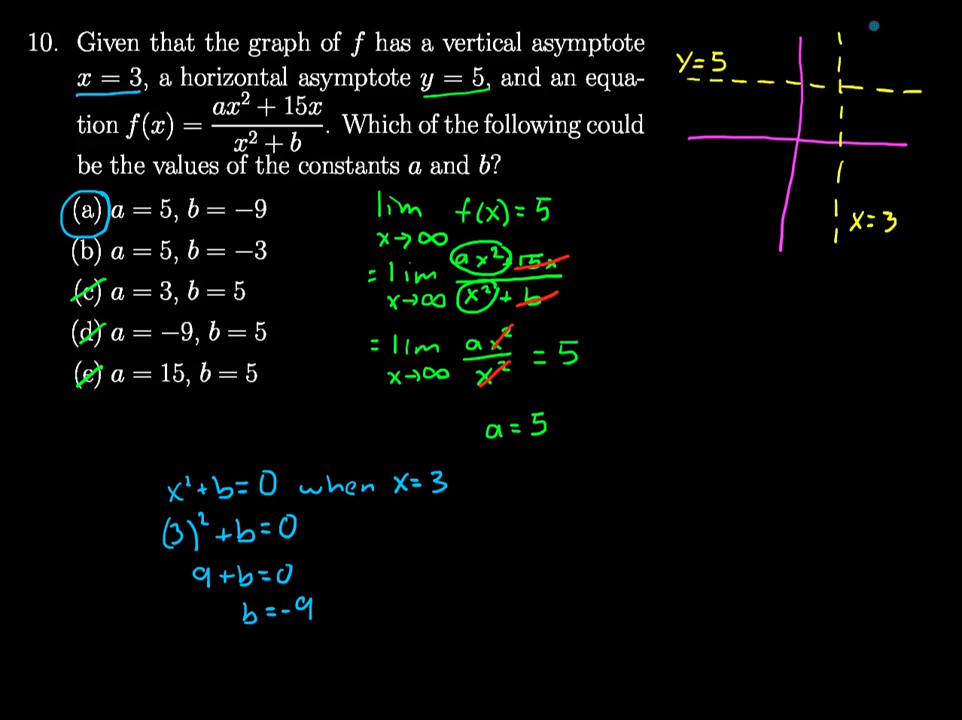 10. Given that the graph of f has a vertical asymptote
x = 3, a horizontal asymptote y = 5, and an equa-
tion f(x) = (ax² + 15x)/(x² + b). Which of the following could
be the values of the constants a and b?
(a) a = 5, b = −9
(b) a = 5, b = −3
(c) a = 3, b = 5
(d) a = −9, b = 5
(e) a = 15, b = 5
lim x→∞ f(x) = 5
= lim x→∞ (ax² + 15x)/(x² + b)
= lim x→∞ ax²/x² = 5
a = 5
x² + b = 0 when x = 3
(3)² + b = 0
9 + b = 0
b = -9
Y = 5
X = 3